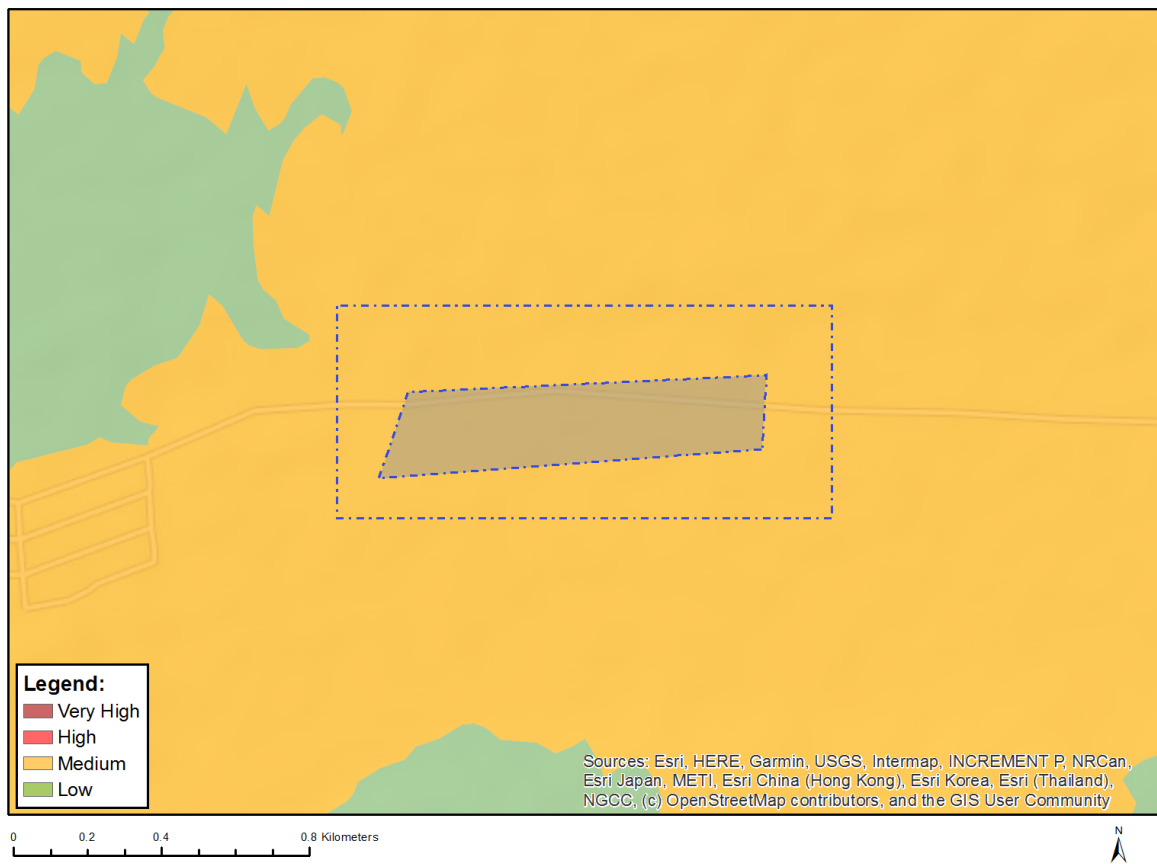 Legend:
Very High
High
Medium
Low
Sources: Esri, HERE, Garmin, USGS, Intermap, INCREMENT P, NRCan,
Esri Japan, METI, Esri China (Hong Kong), Esri Korea, Esri (Thailand),
NGCC, (c) OpenStreetMap contributors, and the GIS User Community
0 0.2 0.4 0.8 Kilometers
N